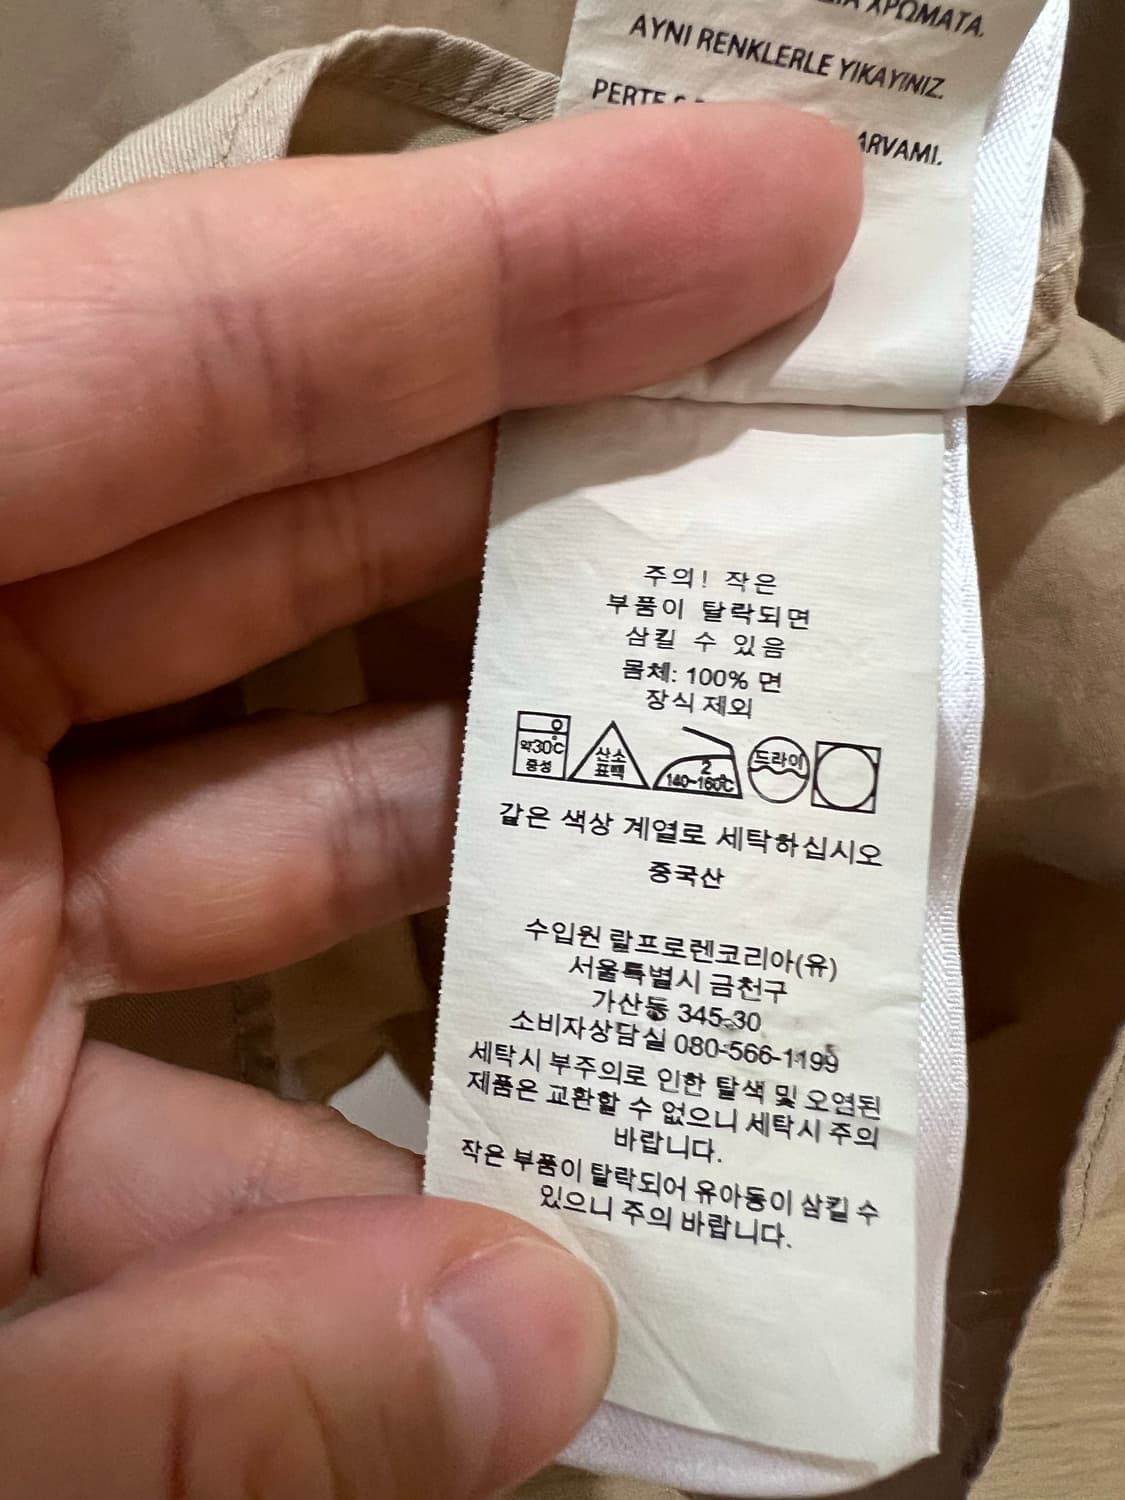 ΧΡΩΜΑΤΑ.
AYNI RENKLERLE YIKAYINIZ.
PERTE
ARVAMI.
주의! 작은
부품이 탈락되면
삼킬 수 있음
몸체: 100% 면
장식 제외
약30℃
중성
산소
표백
2
140~160℃
드라이
같은 색상 계열로 세탁하십시오
중국산
수입원 랄프로렌코리아(유)
서울특별시 금천구
가산동 345-30
소비자상담실 080-566-1199
세탁시 부주의로 인한 탈색 및 오염된
제품은 교환할 수 없으니 세탁시 주의
바랍니다.
작은 부품이 탈락되어 유아동이 삼킬 수
있으니 주의 바랍니다.